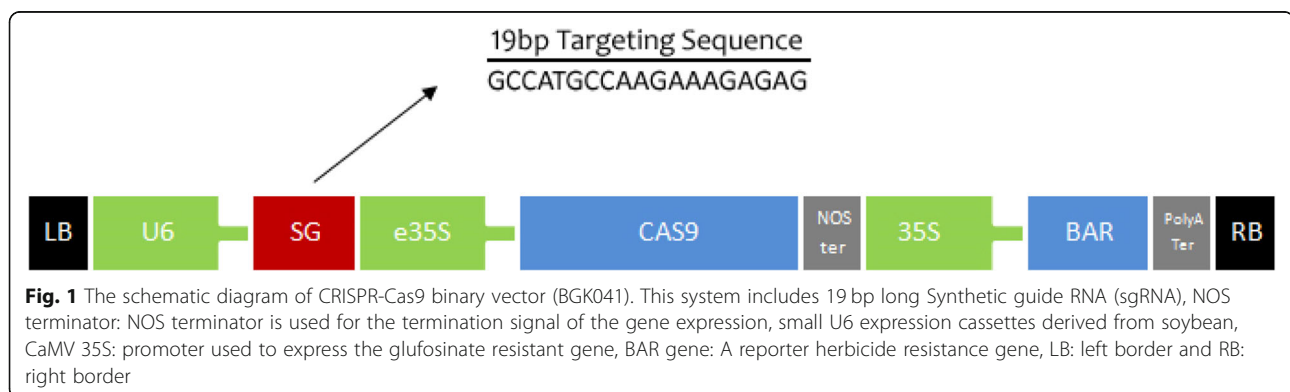 19bp Targeting Sequence
GCCATGCCAAGAAAGAGAG
LB U6 SG e35S CAS9 NOS ter 35S BAR PolyA Ter RB
Fig. 1 The schematic diagram of CRISPR-Cas9 binary vector (BGK041). This system includes 19 bp long Synthetic guide RNA (sgRNA), NOS
terminator: NOS terminator is used for the termination signal of the gene expression, small U6 expression cassettes derived from soybean,
CaMV 35S: promoter used to express the glufosinate resistant gene, BAR gene: A reporter herbicide resistance gene, LB: left border and RB:
right border